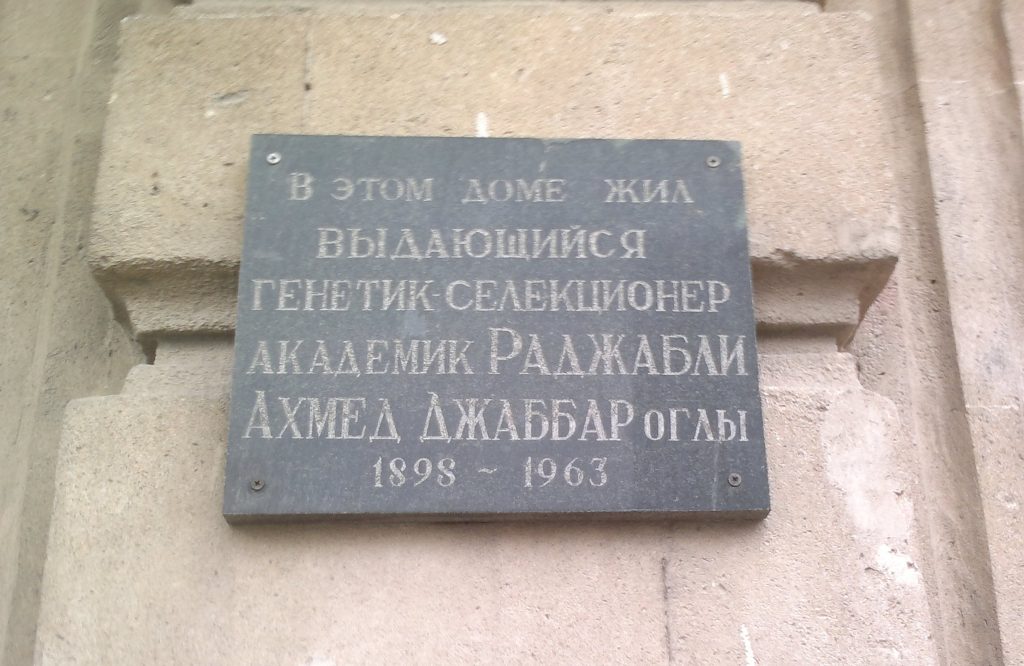 В ЭТОМ ДОМЕ ЖИЛ
ВЫДАЮЩИЙСЯ
ГЕНЕТИК-СЕЛЕКЦИОНЕР
АКАДЕМИК РАДЖАБЛИ
АХМЕД ДЖАББАР ОГЛЫ
1898 ~ 1963